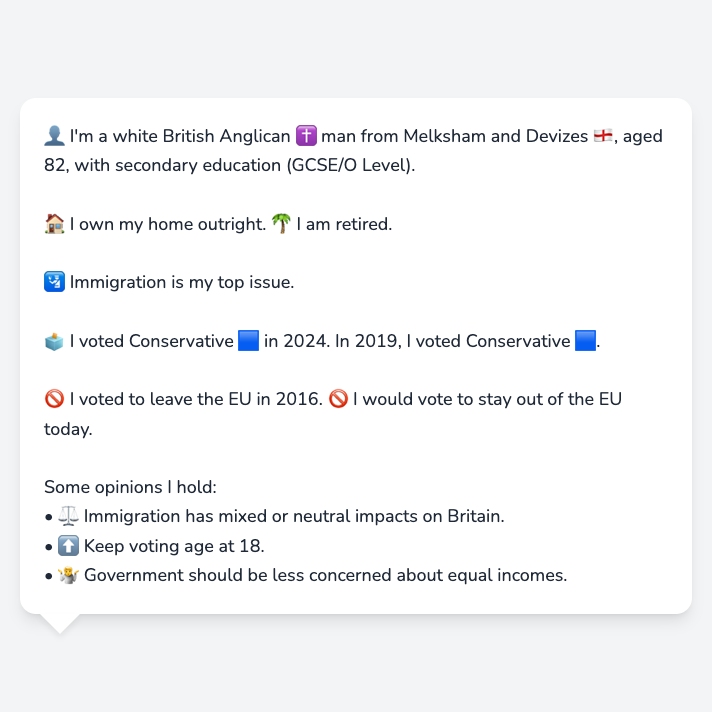 👤 I'm a white British Anglican ✝️ man from Melksham and Devizes 🏴󠁧󠁢󠁥󠁮󠁧󠁿, aged
82, with secondary education (GCSE/O Level).
🏠 I own my home outright. 🌴 I am retired.
🛂 Immigration is my top issue.
🗳️ I voted Conservative 🟦 in 2024. In 2019, I voted Conservative 🟦.
🚫 I voted to leave the EU in 2016. 🚫 I would vote to stay out of the EU
today.
Some opinions I hold:
• ⚖️ Immigration has mixed or neutral impacts on Britain.
• ⬆️ Keep voting age at 18.
• 🤷 Government should be less concerned about equal incomes.